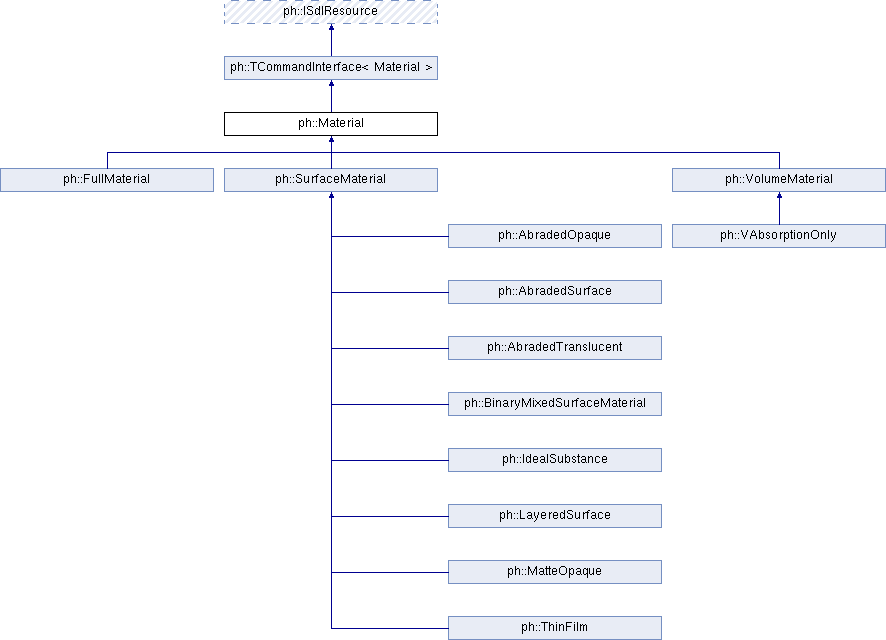 ph::ISdlResource
ph::TCommandInterface< Material >
ph::Material
ph::FullMaterial
ph::SurfaceMaterial
ph::VolumeMaterial
ph::AbradedOpaque
ph::VAbsorptionOnly
ph::AbradedSurface
ph::AbradedTranslucent
ph::BinaryMixedSurfaceMaterial
ph::IdealSubstance
ph::LayeredSurface
ph::MatteOpaque
ph::ThinFilm